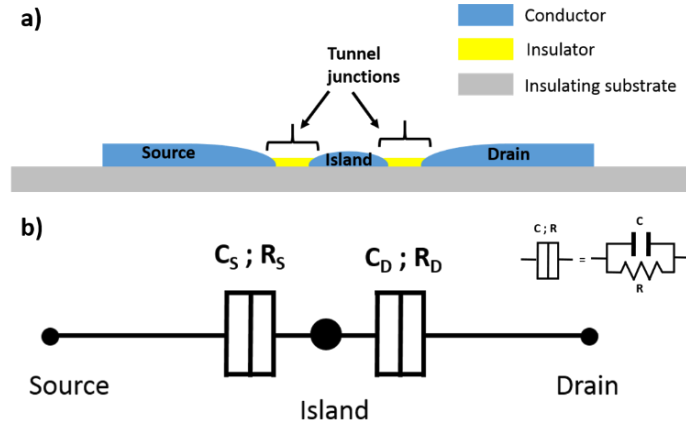 a)
Conductor
Insulator
Insulating substrate
Tunnel
junctions
Source
Island
Drain
b)
C ; R
=
C
R
C_S ; R_S
C_D ; R_D
Source
Island
Drain